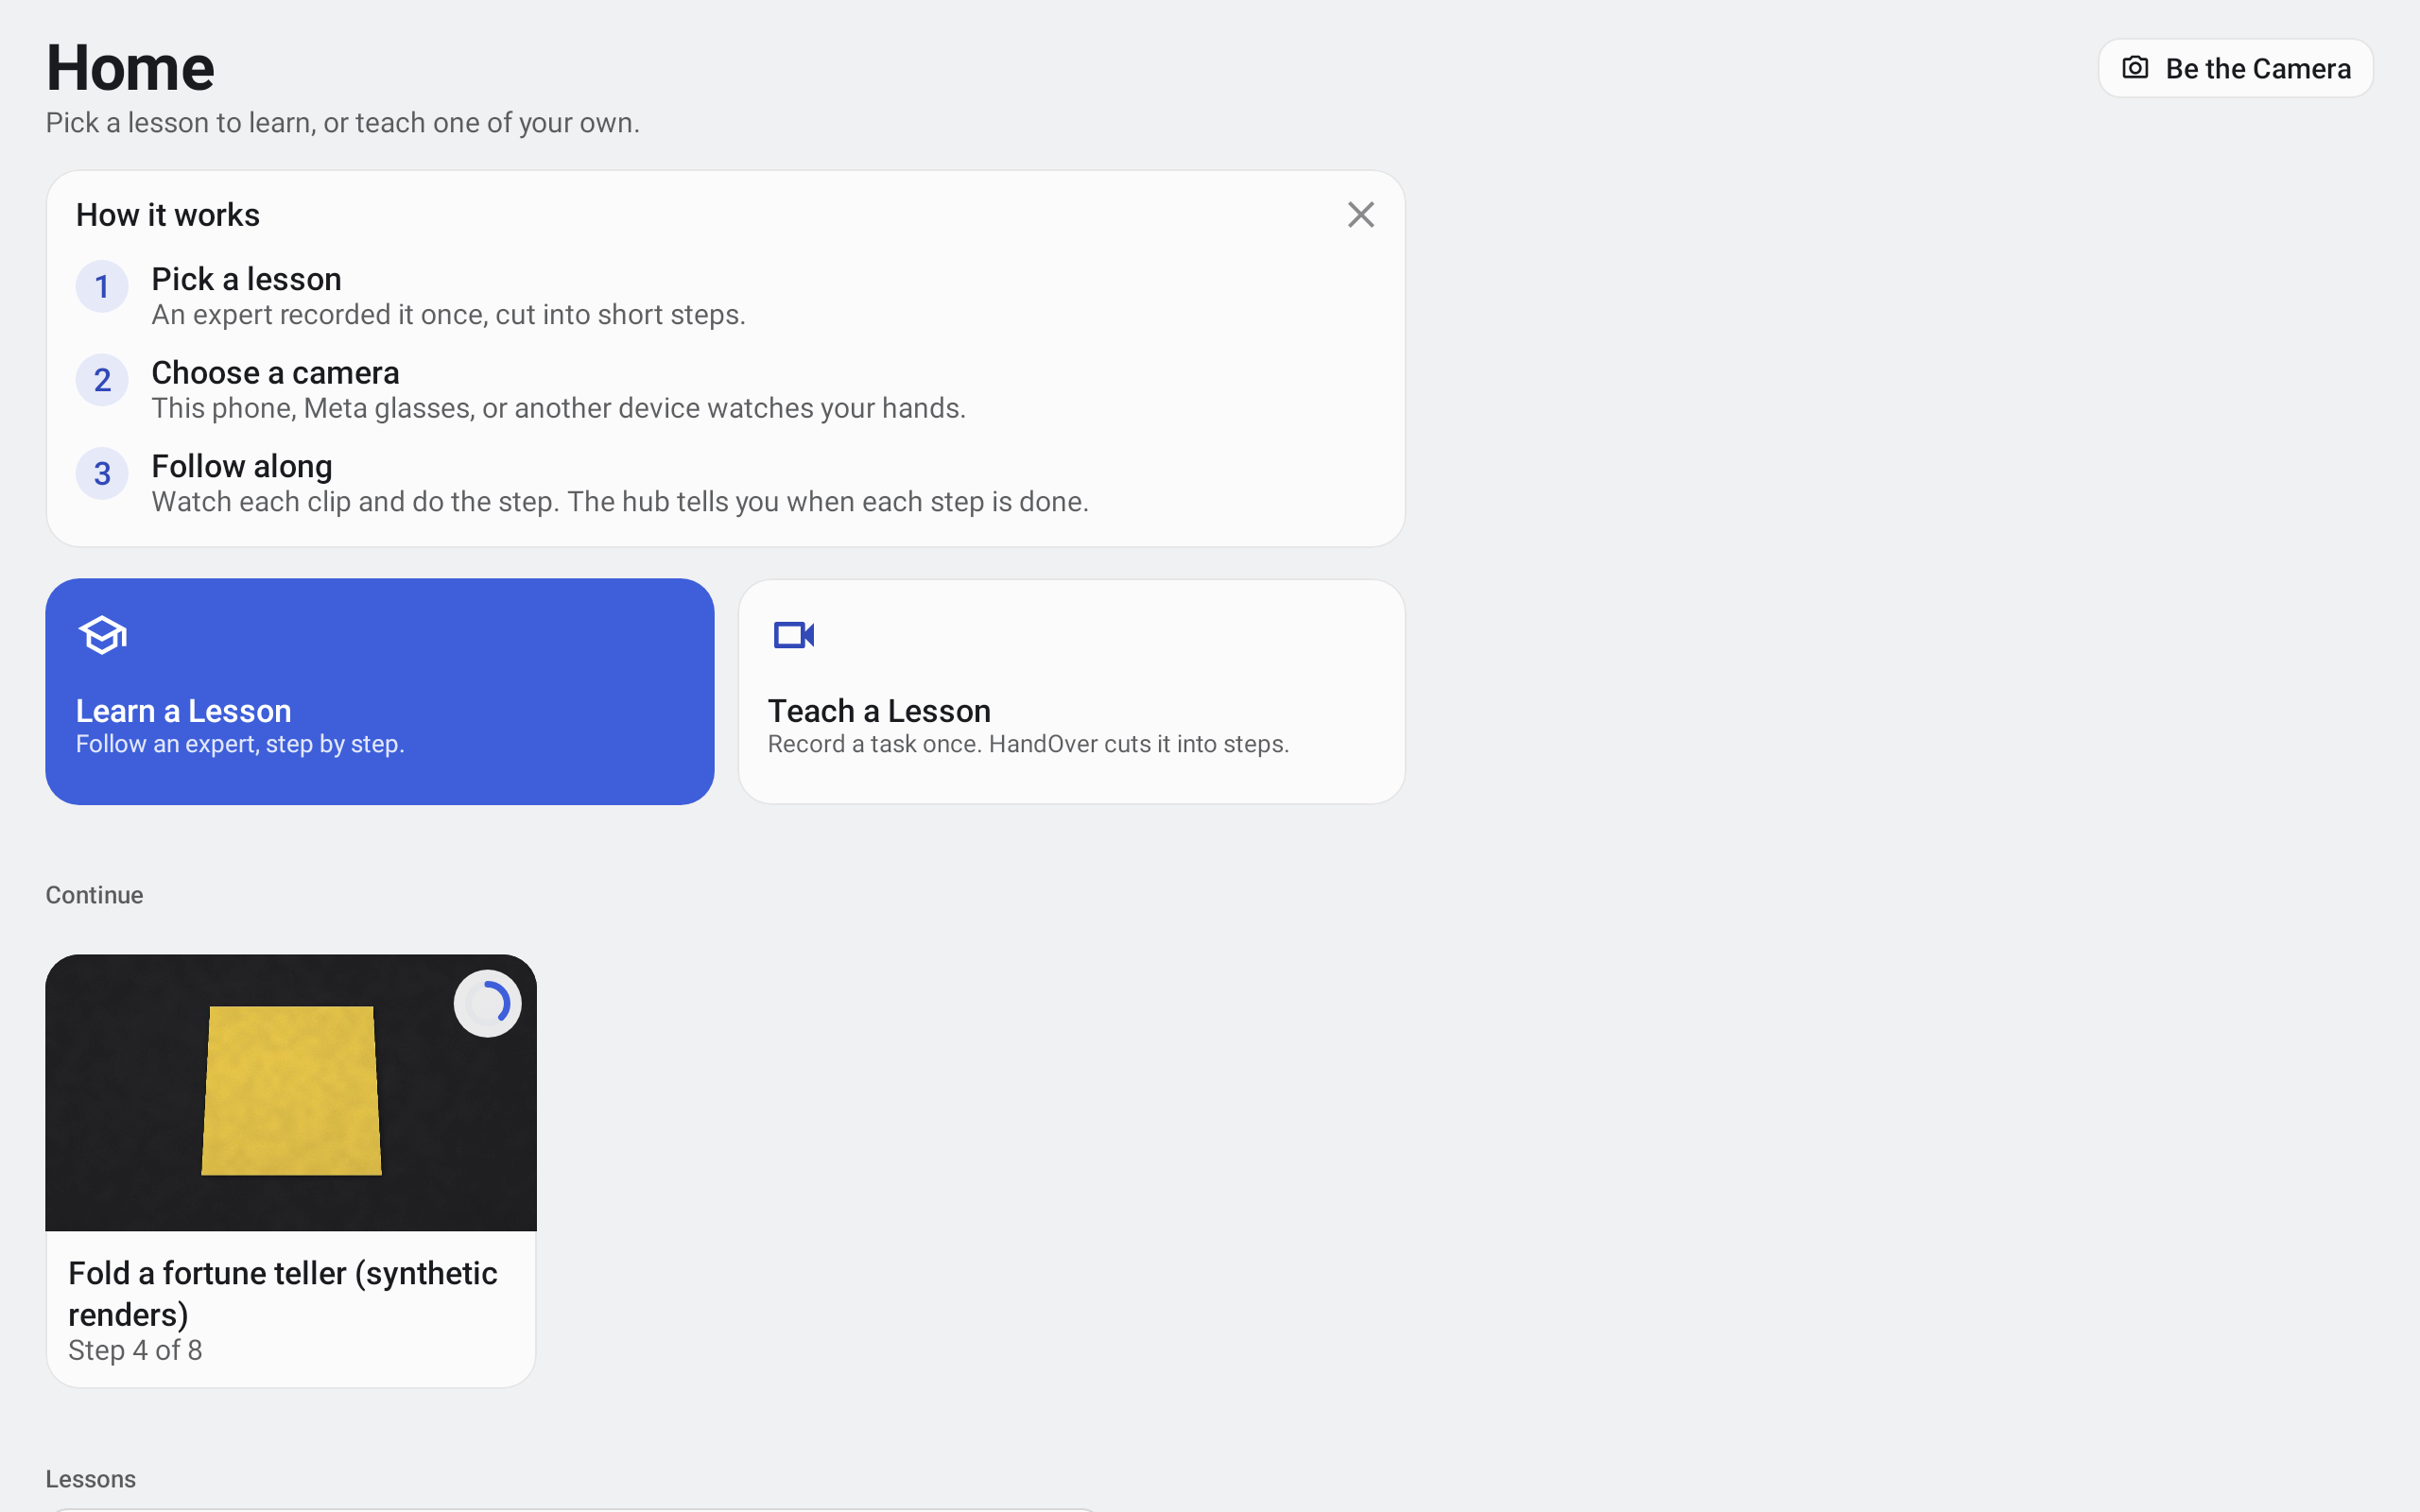 Home
Be the Camera
Pick a lesson to learn, or teach one of your own.
How it works
1
Pick a lesson
An expert recorded it once, cut into short steps.
2
Choose a camera
This phone, Meta glasses, or another device watches your hands.
3
Follow along
Watch each clip and do the step. The hub tells you when each step is done.
Learn a Lesson
Follow an expert, step by step.
Teach a Lesson
Record a task once. HandOver cuts it into steps.
Continue
Fold a fortune teller (synthetic
renders)
Step 4 of 8
Lessons